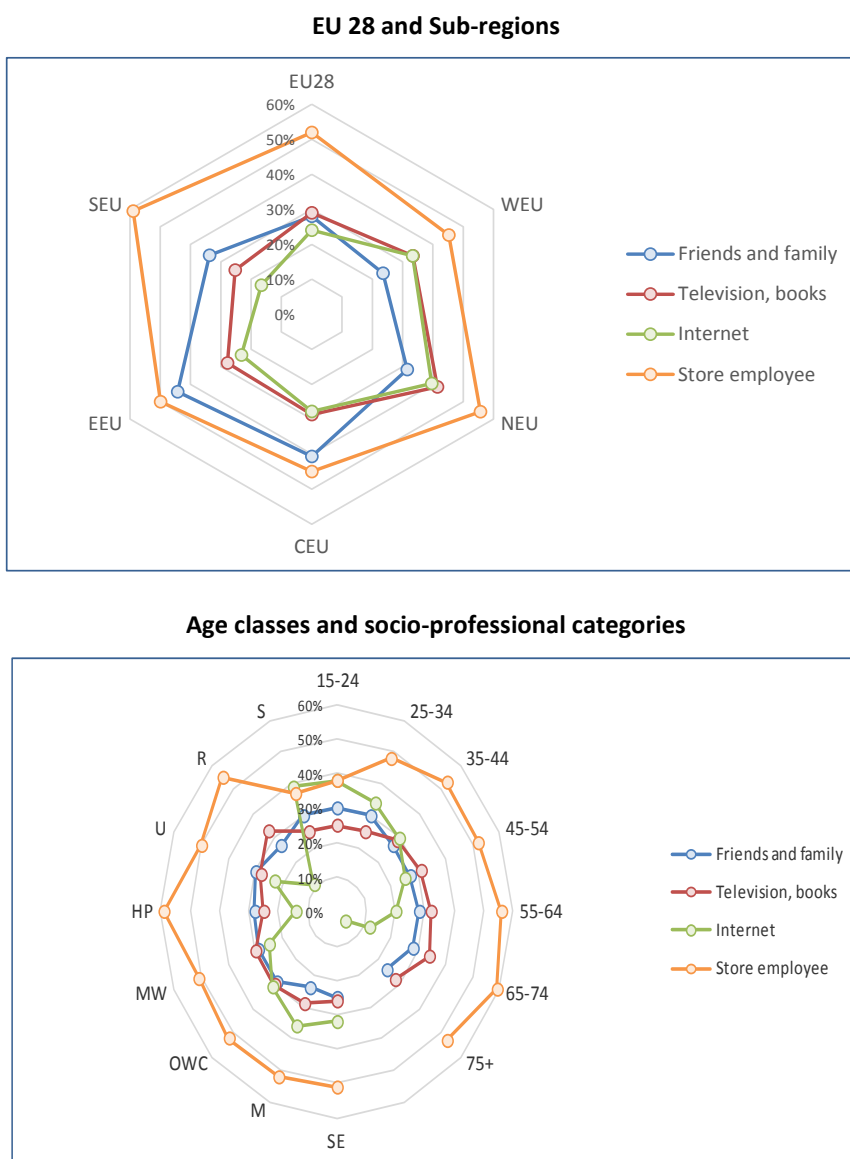 EU 28 and Sub-regions
EU28
60%
50%
40%
30%
20%
10%
0%
WEU
NEU
CEU
EEU
SEU
Friends and family
Television, books
Internet
Store employee
Age classes and socio-professional categories
15-24
60%
50%
40%
30%
20%
10%
0%
25-34
35-44
45-54
55-64
65-74
75+
SE
M
OWC
MW
HP
U
R
S
Friends and family
Television, books
Internet
Store employee